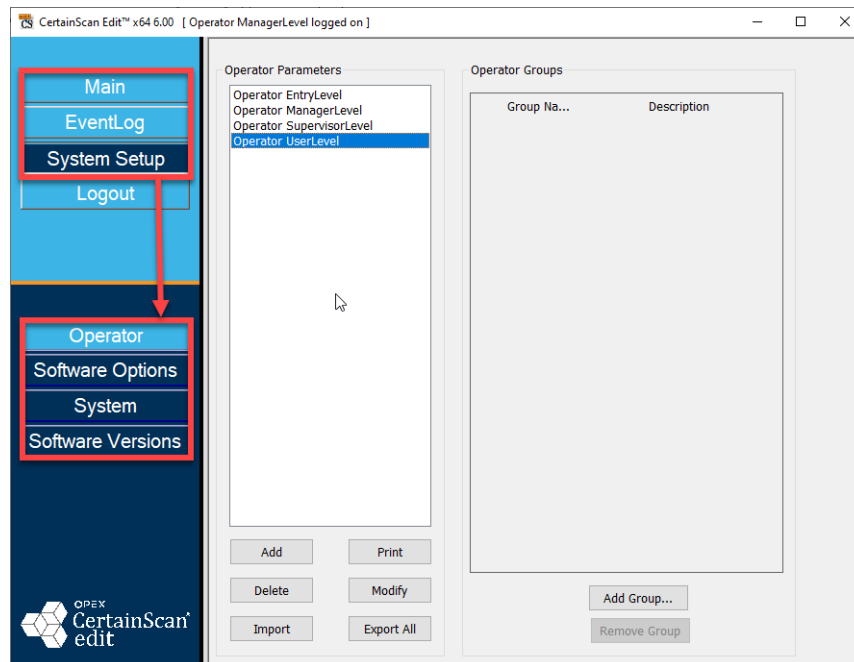 CertainScan Edit™ x64 6.00 [ Operator ManagerLevel logged on ]
Main
EventLog
System Setup
Logout
Operator
Software Options
System
Software Versions
OPEX
CertainScan
edit
Operator Parameters
Operator EntryLevel
Operator ManagerLevel
Operator SupervisorLevel
Operator UserLevel
Add
Print
Delete
Modify
Import
Export All
Operator Groups
Group Na... Description
Add Group...
Remove Group